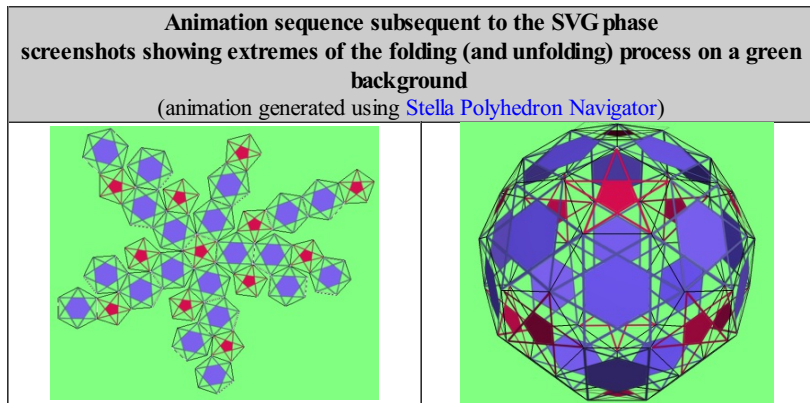 Animation sequence subsequent to the SVG phase
screenshots showing extremes of the folding (and unfolding) process on a green
background
(animation generated using Stella Polyhedron Navigator)